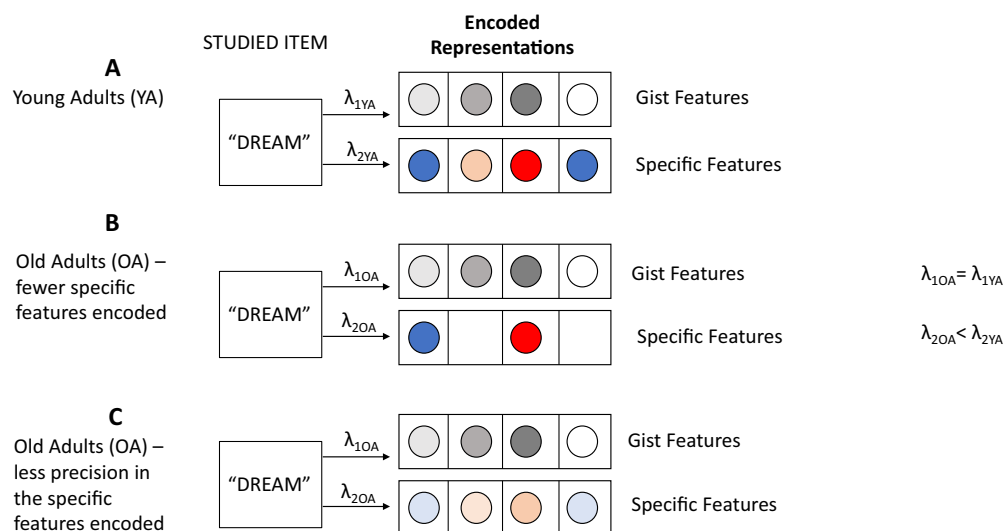 STUDIED ITEM
Encoded
Representations
A
Young Adults (YA)
“DREAM”
λ1YA
λ2YA
Gist Features
Specific Features
B
Old Adults (OA) –
fewer specific
features encoded
“DREAM”
λ1OA
λ2OA
Gist Features
Specific Features
λ1OA= λ1YA
λ2OA< λ2YA
C
Old Adults (OA) –
less precision in
the specific
features encoded
“DREAM”
λ1OA
λ2OA
Gist Features
Specific Features